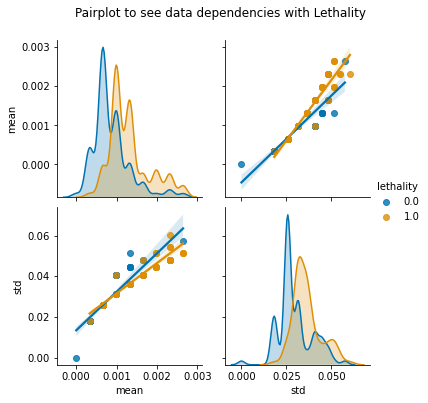 Pairplot to see data dependencies with Lethality
0.003
0.002
0.001
0.000
mean
lethality
0.0
1.0
0.06
0.04
0.02
0.00
std
0.000 0.001 0.002 0.003
mean
0.000 0.025 0.050
std